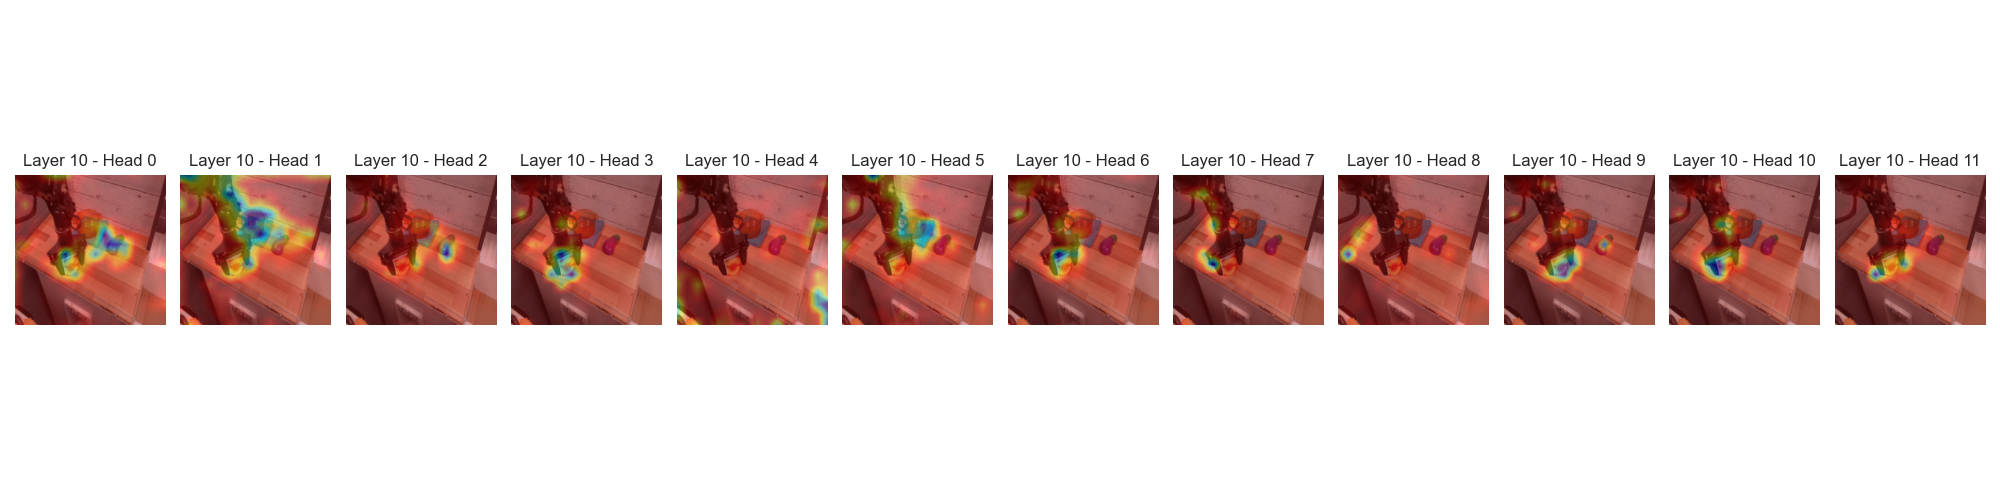 Layer 10 - Head 0
Layer 10 - Head 1
Layer 10 - Head 2
Layer 10 - Head 3
Layer 10 - Head 4
Layer 10 - Head 5
Layer 10 - Head 6
Layer 10 - Head 7
Layer 10 - Head 8
Layer 10 - Head 9
Layer 10 - Head 10
Layer 10 - Head 11